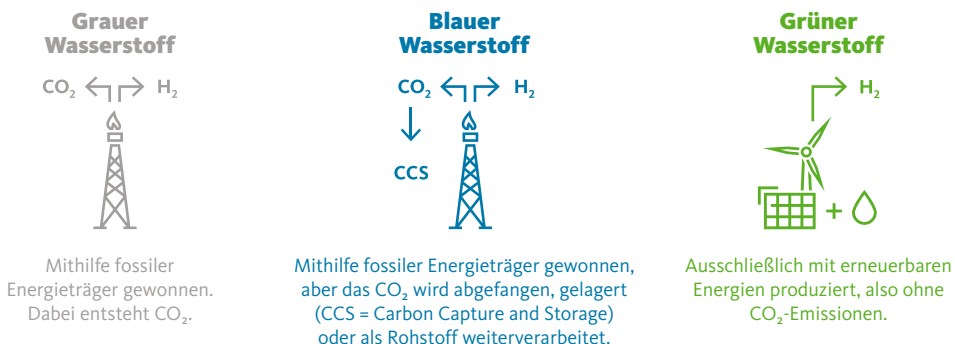 Grauer
Wasserstoff
CO₂ H₂
Mithilfe fossiler
Energieträger gewonnen.
Dabei entsteht CO₂.
Blauer
Wasserstoff
CO₂ H₂
CCS
Mithilfe fossiler Energieträger gewonnen,
aber das CO₂ wird abgefangen, gelagert
(CCS = Carbon Capture and Storage)
oder als Rohstoff weiterverarbeitet.
Grüner
Wasserstoff
H₂
+
Ausschließlich mit erneuerbaren
Energien produziert, also ohne
CO₂-Emissionen.